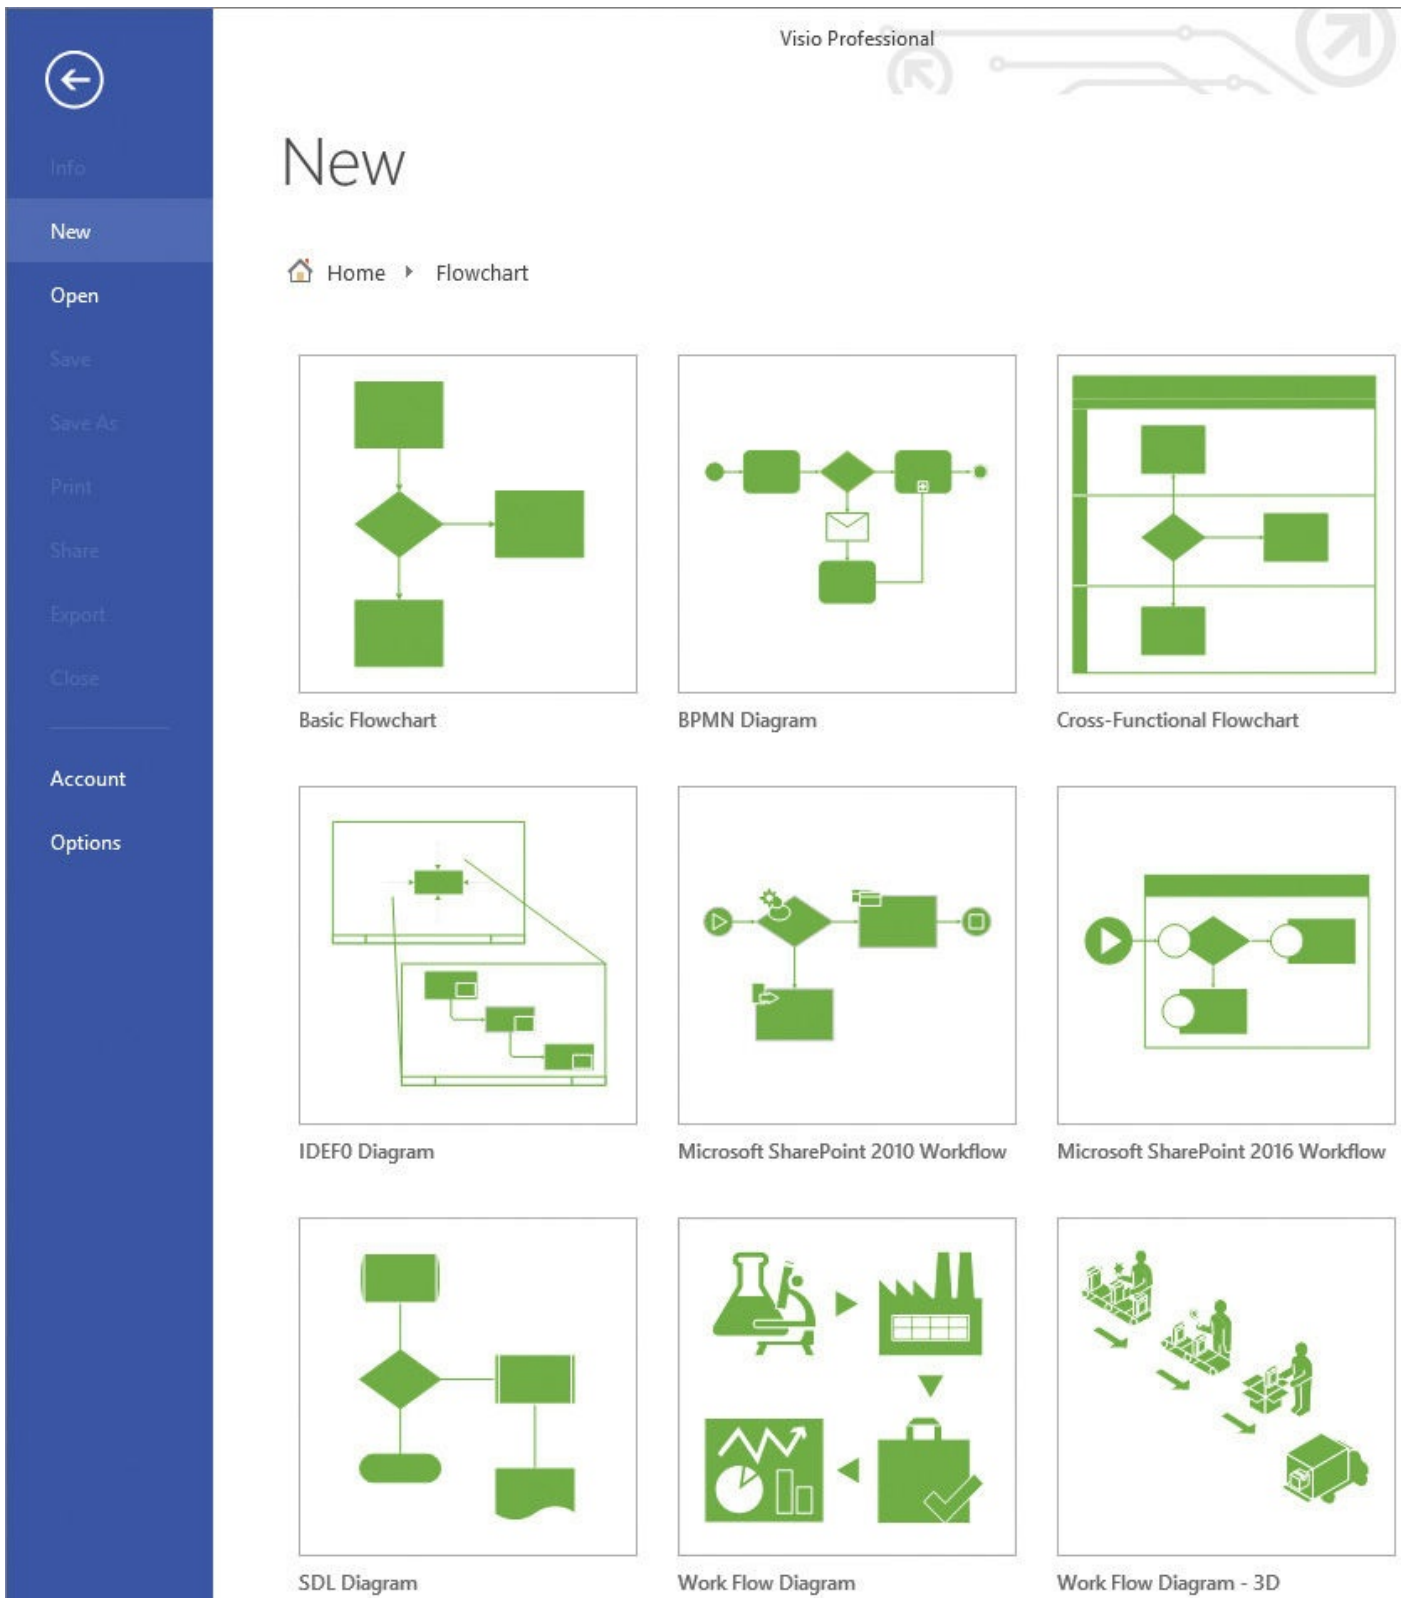 Visio Professional
Info
New
Open
Save
Save As
Print
Share
Export
Close
Account
Options
New
Home
Flowchart
Basic Flowchart
BPMN Diagram
Cross-Functional Flowchart
IDEF0 Diagram
Microsoft SharePoint 2010 Workflow
Microsoft SharePoint 2016 Workflow
SDL Diagram
Work Flow Diagram
Work Flow Diagram - 3D